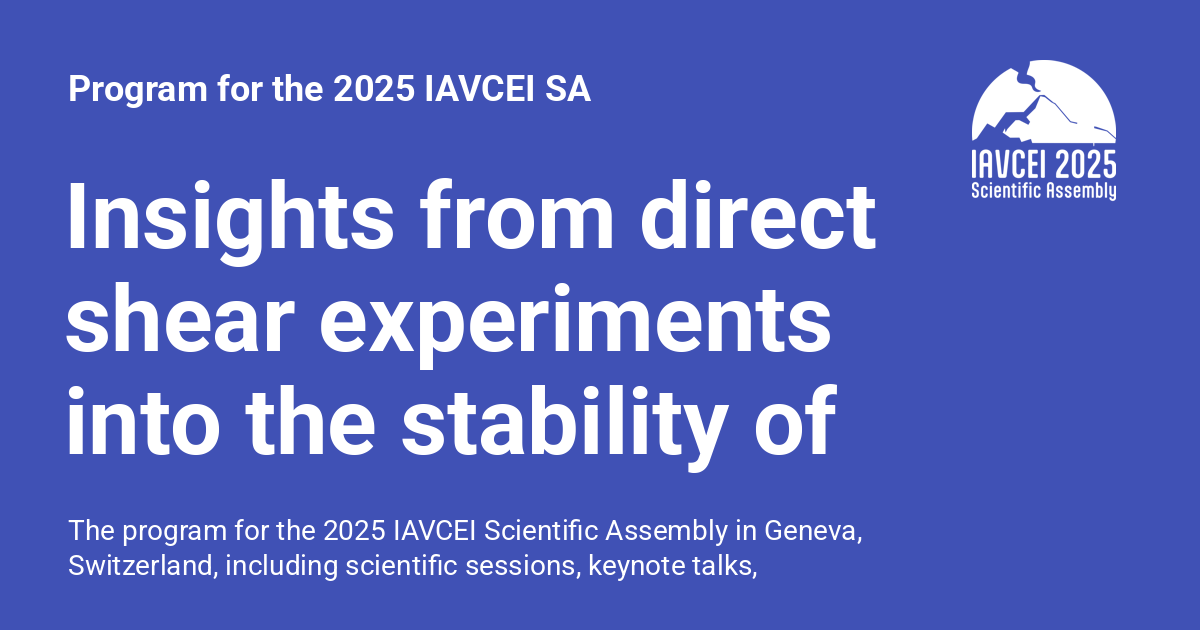 Program for the 2025 IAVCEI SA
IAVCEI 2025
Scientific Assembly
Insights from direct
shear experiments
into the stability of
The program for the 2025 IAVCEI Scientific Assembly in Geneva,
Switzerland, including scientific sessions, keynote talks,